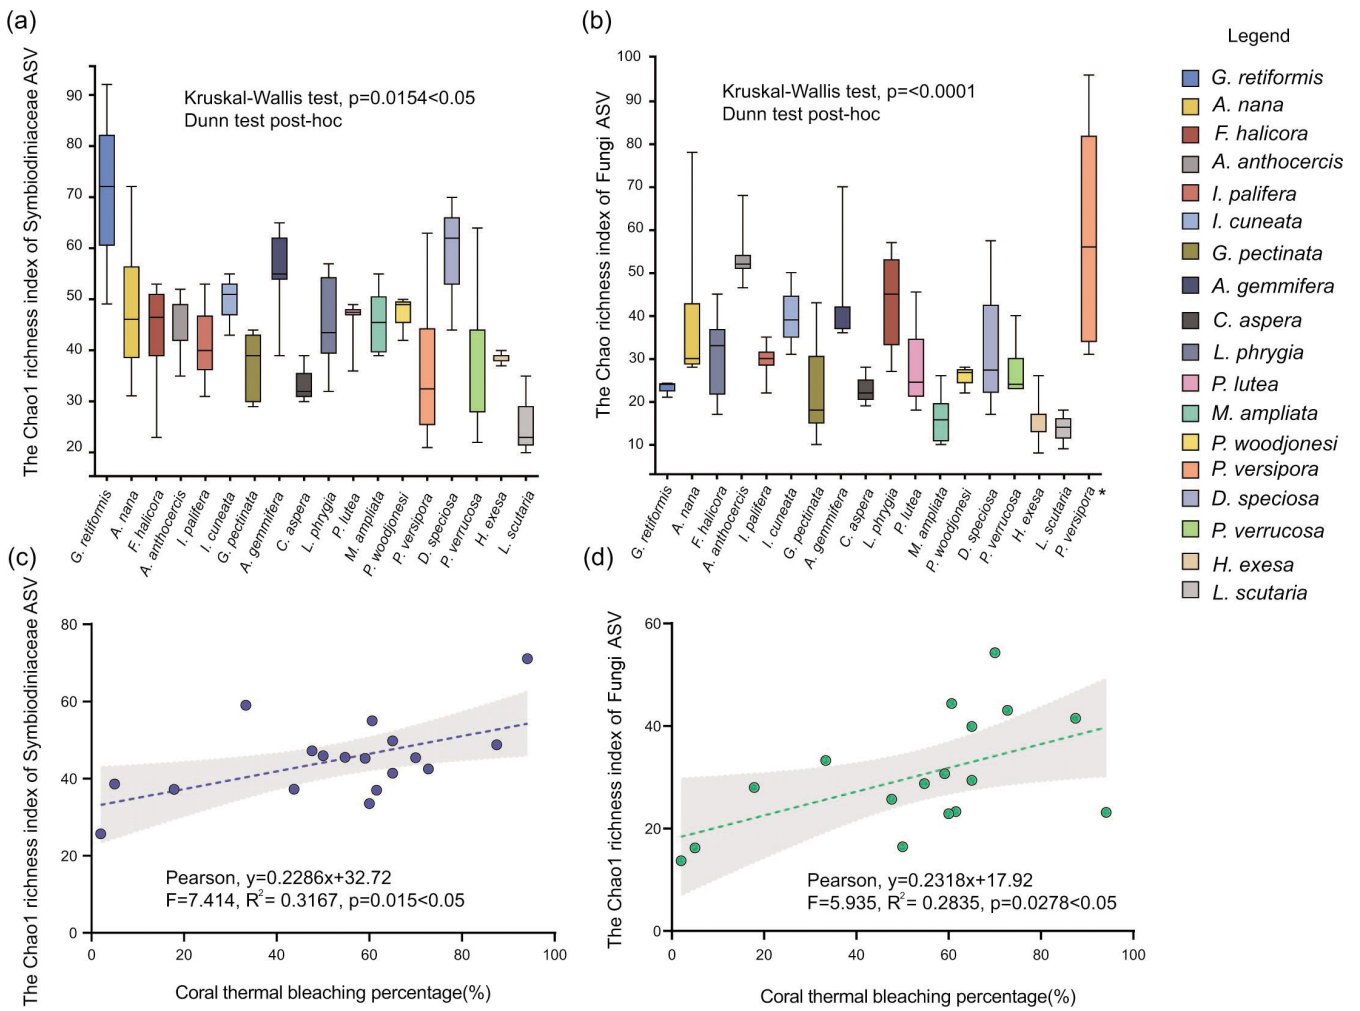 (a)
The Chao1 richness index of Symbiodiniaceae ASV
Kruskal-Wallis test, p=0.0154<0.05
Dunn test post-hoc
90
80
70
60
50
40
30
20
G. retiformis
A. nana
F. halicora
A. anthocercis
I. palifera
I. cuneata
G. pectinata
A. gemmifera
C. aspera
L. phrygia
P. lutea
M. ampliata
P. woodjonesi
P. versipora
D. speciosa
P. verrucosa
H. exesa
L. scutaria
(b)
The Chao richness index of Fungi ASV
Kruskal-Wallis test, p=<0.0001
Dunn test post-hoc
100
90
80
70
60
50
40
30
20
10
G. retiformis
A. nana
F. halicora
A. anthocercis
I. palifera
I. cuneata
G. pectinata
A. gemmifera
C. aspera
L. phrygia
P. lutea
M. ampliata
P. woodjonesi
D. speciosa
P. verrucosa
H. exesa
L. scutaria
P. versipora *
Legend
G. retiformis
A. nana
F. halicora
A. anthocercis
I. palifera
I. cuneata
G. pectinata
A. gemmifera
C. aspera
L. phrygia
P. lutea
M. ampliata
P. woodjonesi
P. versipora
D. speciosa
P. verrucosa
H. exesa
L. scutaria
(c)
The Chao1 richness index of Symbiodiniaceae ASV
80
60
40
20
0
Pearson, y=0.2286x+32.72
F=7.414, R²= 0.3167, p=0.015<0.05
0 20 40 60 80 100
Coral thermal bleaching percentage(%)
(d)
The Chao1 richness index of Fungi ASV
60
40
20
0
Pearson, y=0.2318x+17.92
F=5.935, R²= 0.2835, p=0.0278<0.05
0 20 40 60 80 100
Coral thermal bleaching percentage(%)